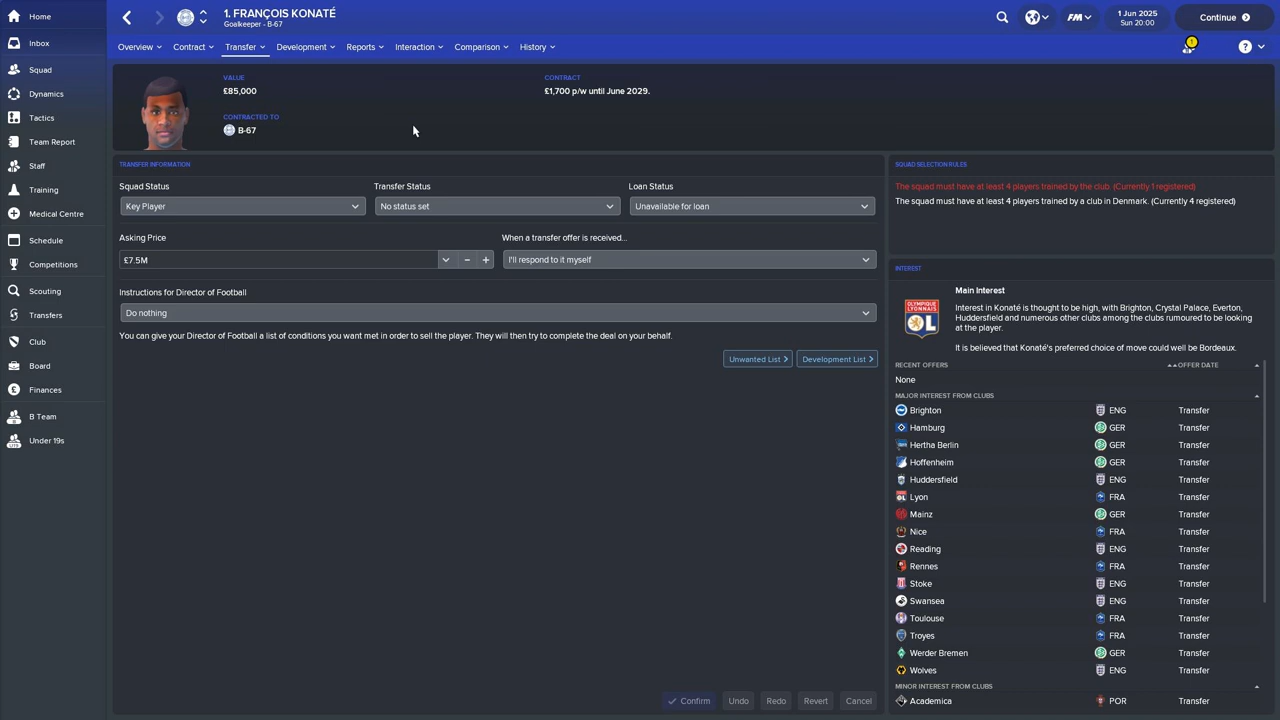 Home
Inbox
Squad
Dynamics
Tactics
Team Report
Staff
Training
Medical Centre
Schedule
Competitions
Scouting
Transfers
Club
Board
Finances
B Team
Under 19s
1. FRANÇOIS KONATÉ
Goalkeeper - B-67
FM
1 Jun 2025
Sun 20:00
Continue
Overview
Contract
Transfer
Development
Reports
Interaction
Comparison
History
1
?
VALUE
£85,000
CONTRACTED TO
B-67
CONTRACT
£1,700 p/w until June 2029.
TRANSFER INFORMATION
Squad Status
Transfer Status
Loan Status
Key Player
No status set
Unavailable for loan
Asking Price
When a transfer offer is received...
£7.5M
I'll respond to it myself
Instructions for Director of Football
Do nothing
You can give your Director of Football a list of conditions you want met in order to sell the player. They will then try to complete the deal on your behalf.
Unwanted List
Development List
Confirm
Undo
Redo
Revert
Cancel
SQUAD SELECTION RULES
The squad must have at least 4 players trained by the club. (Currently 1 registered)
The squad must have at least 4 players trained by a club in Denmark. (Currently 4 registered)
INTEREST
OLYMPIQUE
LYONNAIS
OL
Main Interest
Interest in Konaté is thought to be high, with Brighton, Crystal Palace, Everton,
Huddersfield and numerous other clubs among the clubs rumoured to be looking
at the player.
It is believed that Konaté's preferred choice of move could well be Bordeaux.
RECENT OFFERS OFFER DATE
None
MAJOR INTEREST FROM CLUBS
Brighton ENG Transfer
Hamburg GER Transfer
Hertha Berlin GER Transfer
Hoffenheim GER Transfer
Huddersfield ENG Transfer
Lyon FRA Transfer
Mainz GER Transfer
Nice FRA Transfer
Reading ENG Transfer
Rennes FRA Transfer
Stoke ENG Transfer
Swansea ENG Transfer
Toulouse FRA Transfer
Troyes FRA Transfer
Werder Bremen GER Transfer
Wolves ENG Transfer
MINOR INTEREST FROM CLUBS
Academica POR Transfer